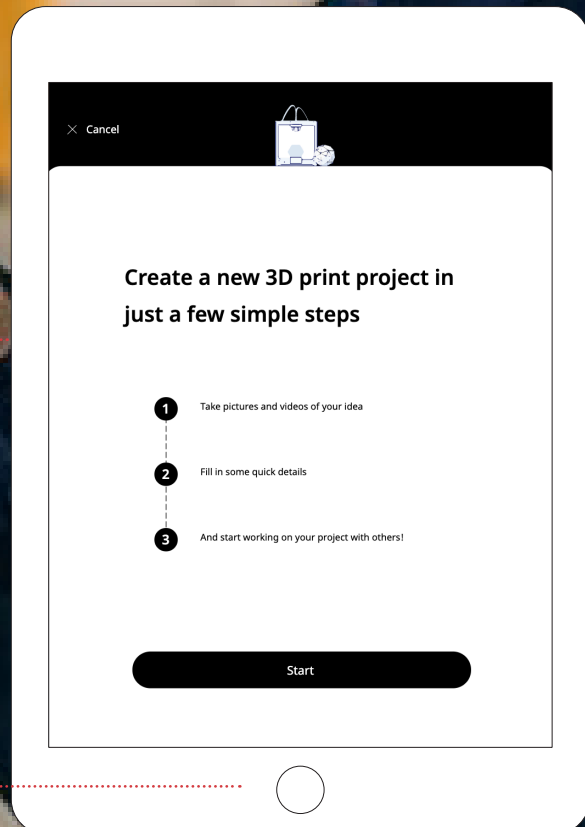 Cancel
Create a new 3D print project in
just a few simple steps
1 Take pictures and videos of your idea
2 Fill in some quick details
3 And start working on your project with others!
Start